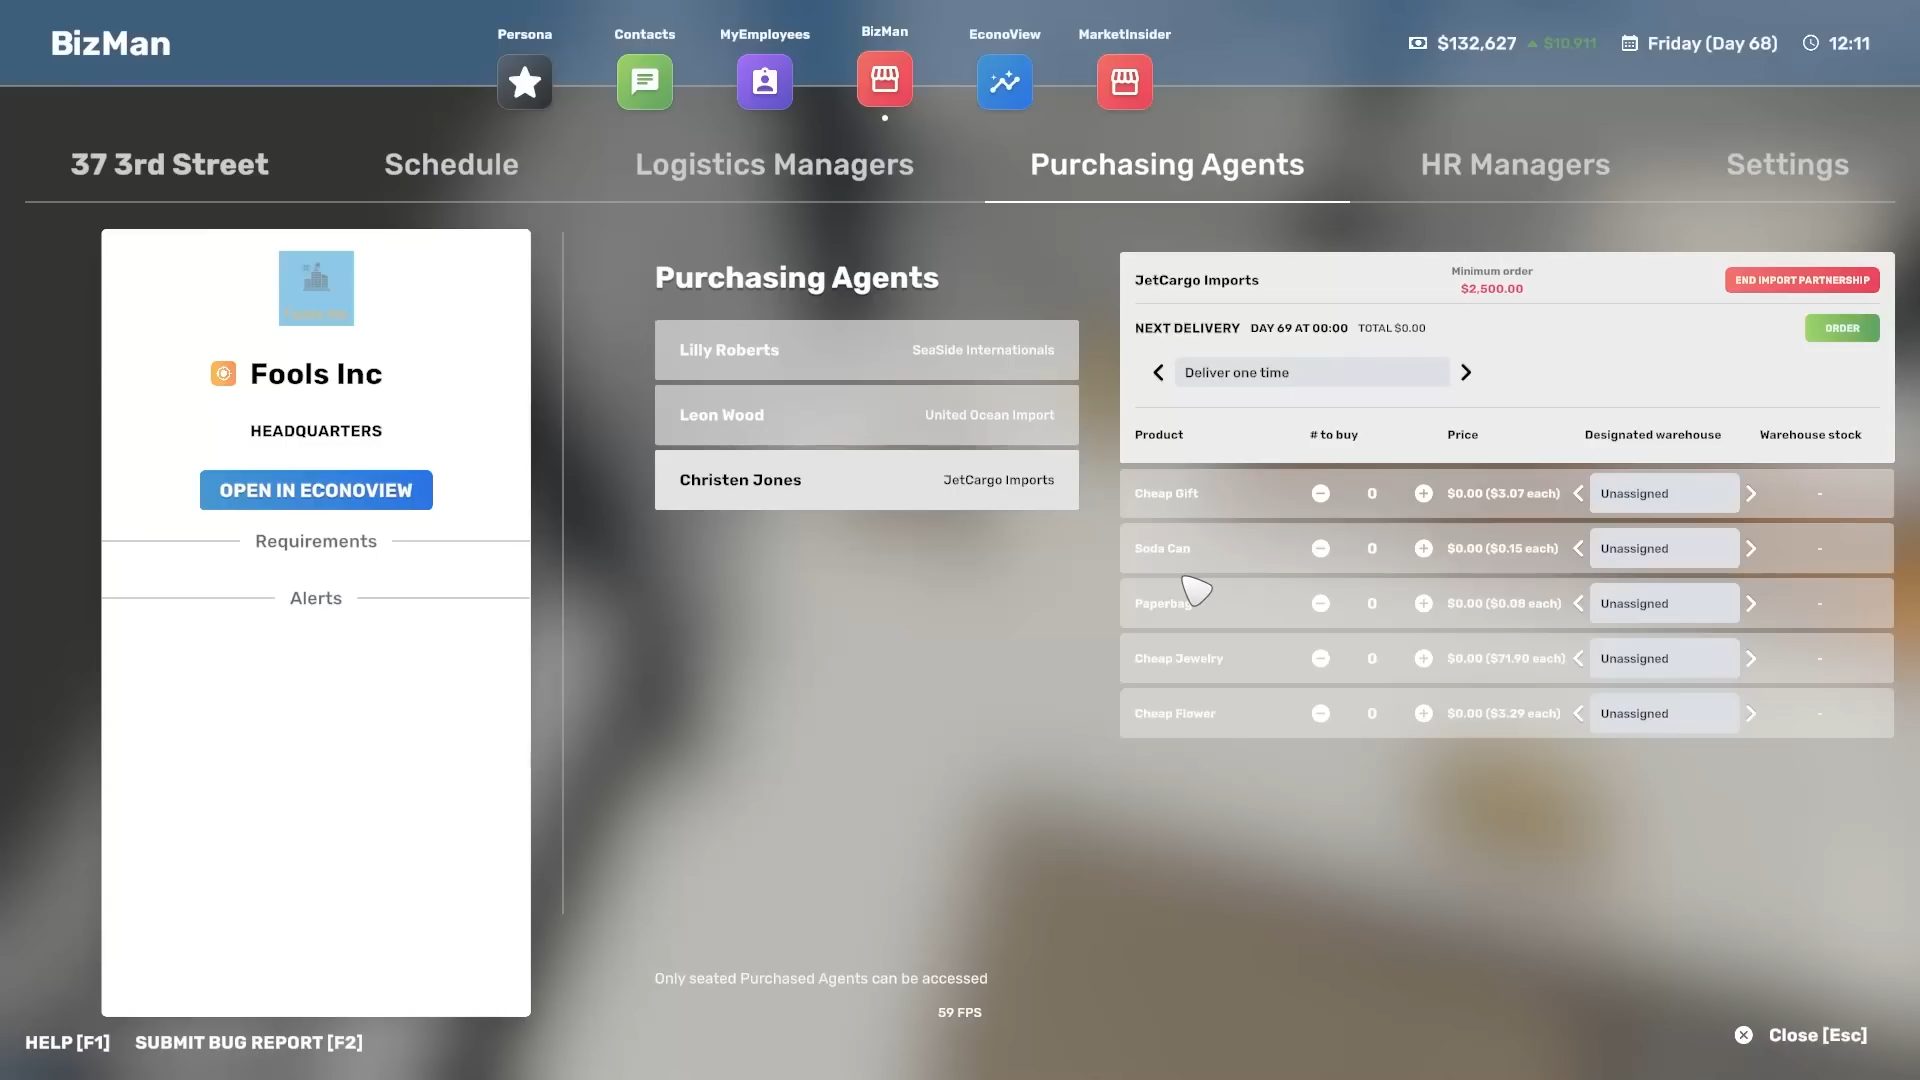 BizMan
Persona
Contacts
MyEmployees
BizMan
EconoView
MarketInsider
$132,627 $10,911
Friday (Day 68)
12:11
37 3rd Street
Schedule
Logistics Managers
Purchasing Agents
HR Managers
Settings
Fools Inc
HEADQUARTERS
OPEN IN ECONOVIEW
Requirements
Alerts
Purchasing Agents
Lilly Roberts SeaSide Internationals
Leon Wood United Ocean Import
Christen Jones JetCargo Imports
Only seated Purchased Agents can be accessed
59 FPS
JetCargo Imports
Minimum order
$2,500.00
END IMPORT PARTNERSHIP
NEXT DELIVERY DAY 69 AT 00:00 TOTAL $0.00
ORDER
Deliver one time
Product # to buy Price Designated warehouse Warehouse stock
Cheap Gift 0 $0.00 ($3.07 each) Unassigned -
Soda Can 0 $0.00 ($0.15 each) Unassigned -
Paperbag 0 $0.00 ($0.08 each) Unassigned -
Cheap Jewelry 0 $0.00 ($71.90 each) Unassigned -
Cheap Flower 0 $0.00 ($3.29 each) Unassigned -
HELP [F1] SUBMIT BUG REPORT [F2]
Close [Esc]